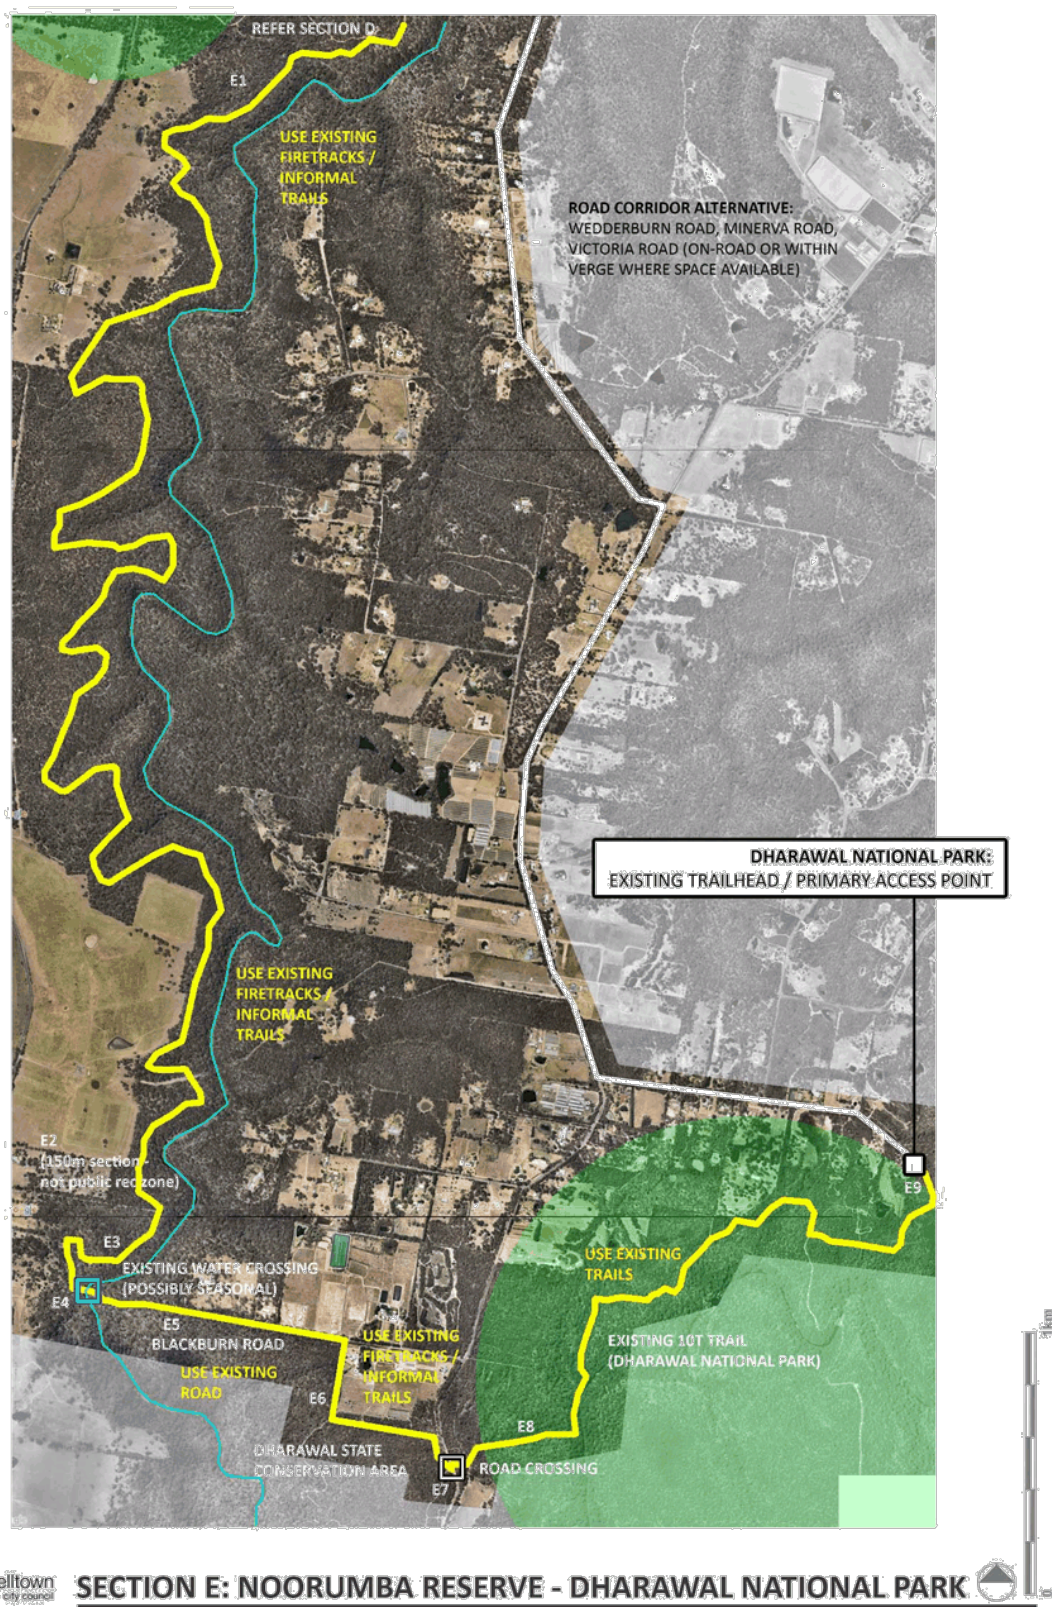 REFER SECTION D
E1
USE EXISTING
FIRETRACKS /
INFORMAL
TRAILS
ROAD CORRIDOR ALTERNATIVE:
WEDDERBURN ROAD, MINERVA ROAD,
VICTORIA ROAD (ON-ROAD OR WITHIN
VERGE WHERE SPACE AVAILABLE)
DHARAWAL NATIONAL PARK:
EXISTING TRAILHEAD / PRIMARY ACCESS POINT
USE EXISTING
FIRETRACKS /
INFORMAL
TRAILS
E2
(150m section -
not public rec zone)
E9
E3
EXISTING WATER CROSSING
(POSSIBLY SEASONAL)
E4
USE EXISTING
TRAILS
E5
BLACKBURN ROAD
USE EXISTING
FIRETRACKS /
INFORMAL
TRAILS
EXISTING 10T TRAIL
(DHARAWAL NATIONAL PARK)
USE EXISTING
ROAD
E6
E8
DHARAWAL STATE
CONSERVATION AREA
ROAD CROSSING
E7
1km
elltown
city council
SECTION E: NOORUMBA RESERVE - DHARAWAL NATIONAL PARK